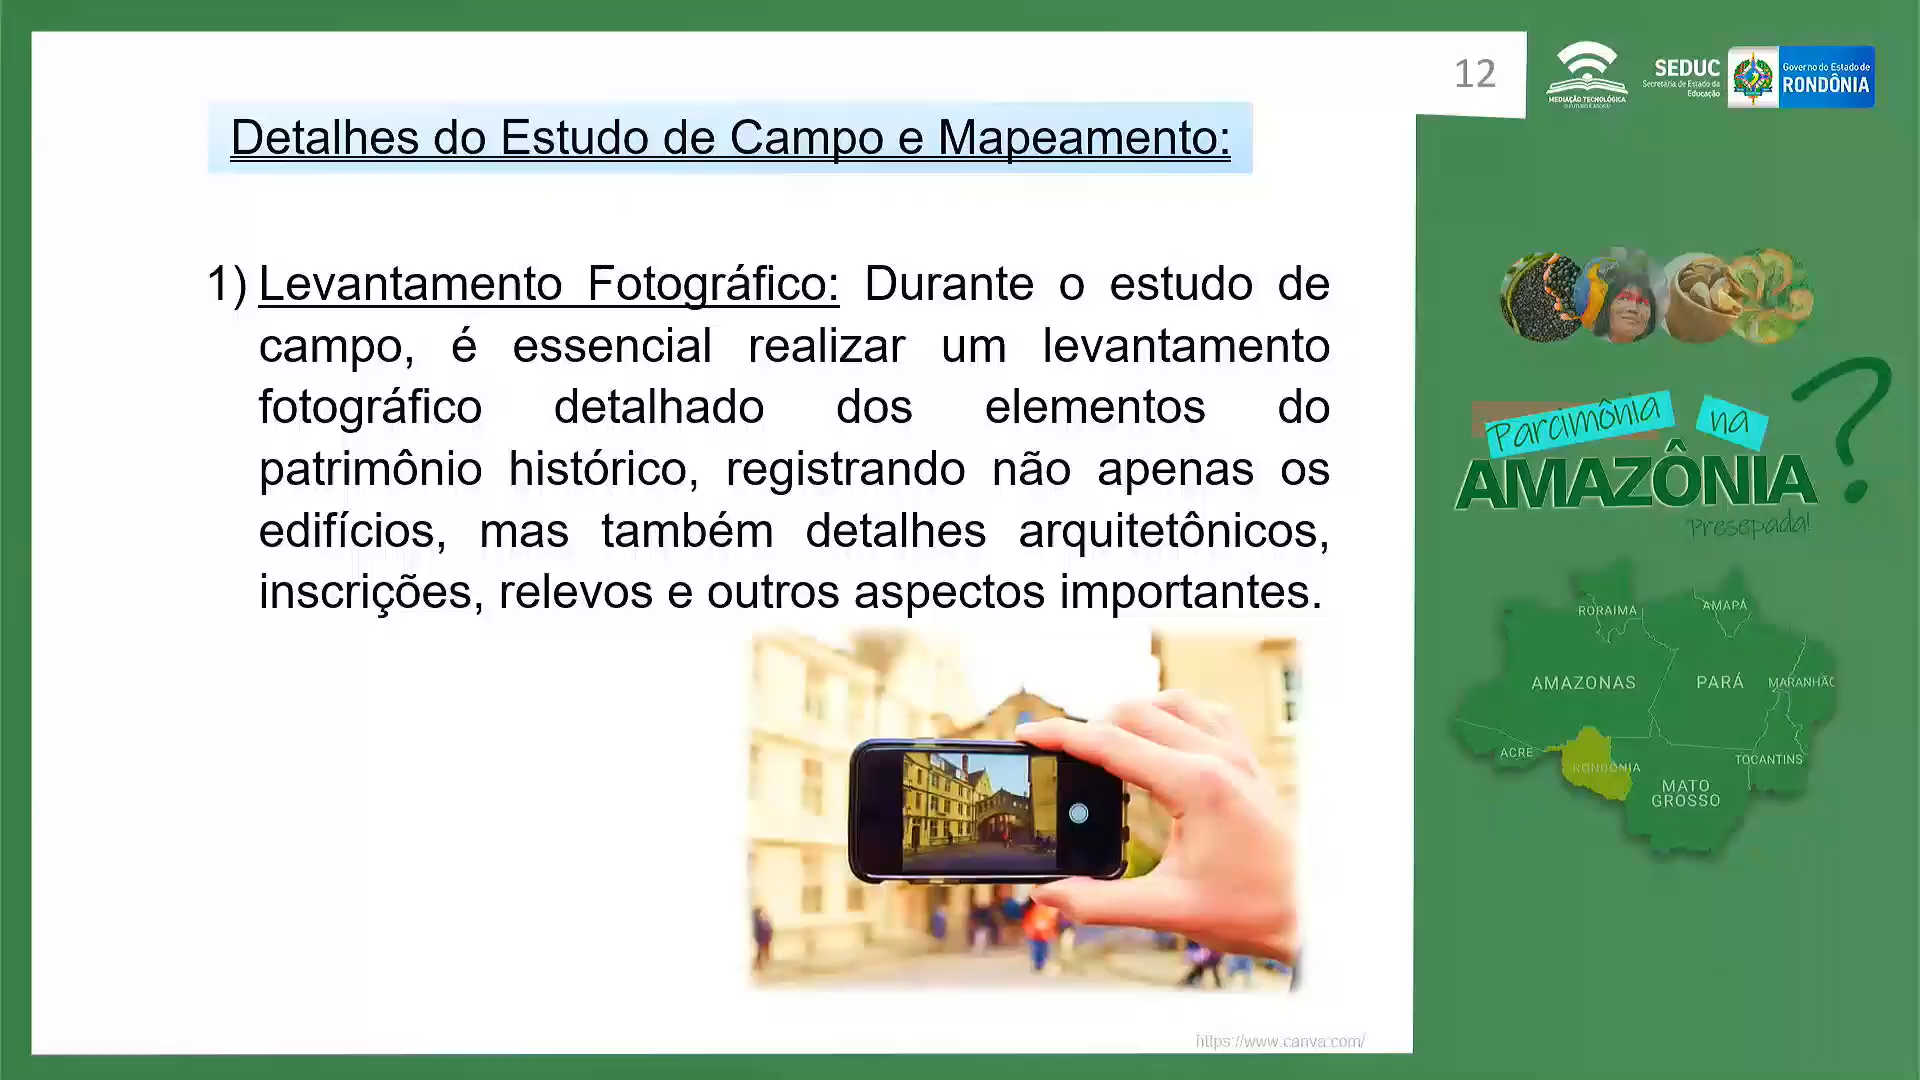 12
MEDIAÇÃO TECNOLÓGICA
SEDUC
Secretaria de Estado da
Educação
Governo do Estado de
RONDÔNIA
Detalhes do Estudo de Campo e Mapeamento:
1) Levantamento Fotográfico: Durante o estudo de
campo, é essencial realizar um levantamento
fotográfico detalhado dos elementos do
patrimônio histórico, registrando não apenas os
edifícios, mas também detalhes arquitetônicos,
inscrições, relevos e outros aspectos importantes.
https://www.canva.com/
Parcimônia na
AMAZÔNIA?
Presepada!
RORAIMA
AMAPÁ
AMAZONAS
PARÁ
MARANHÃO
ACRE
RONDÔNIA
TOCANTINS
MATO
GROSSO